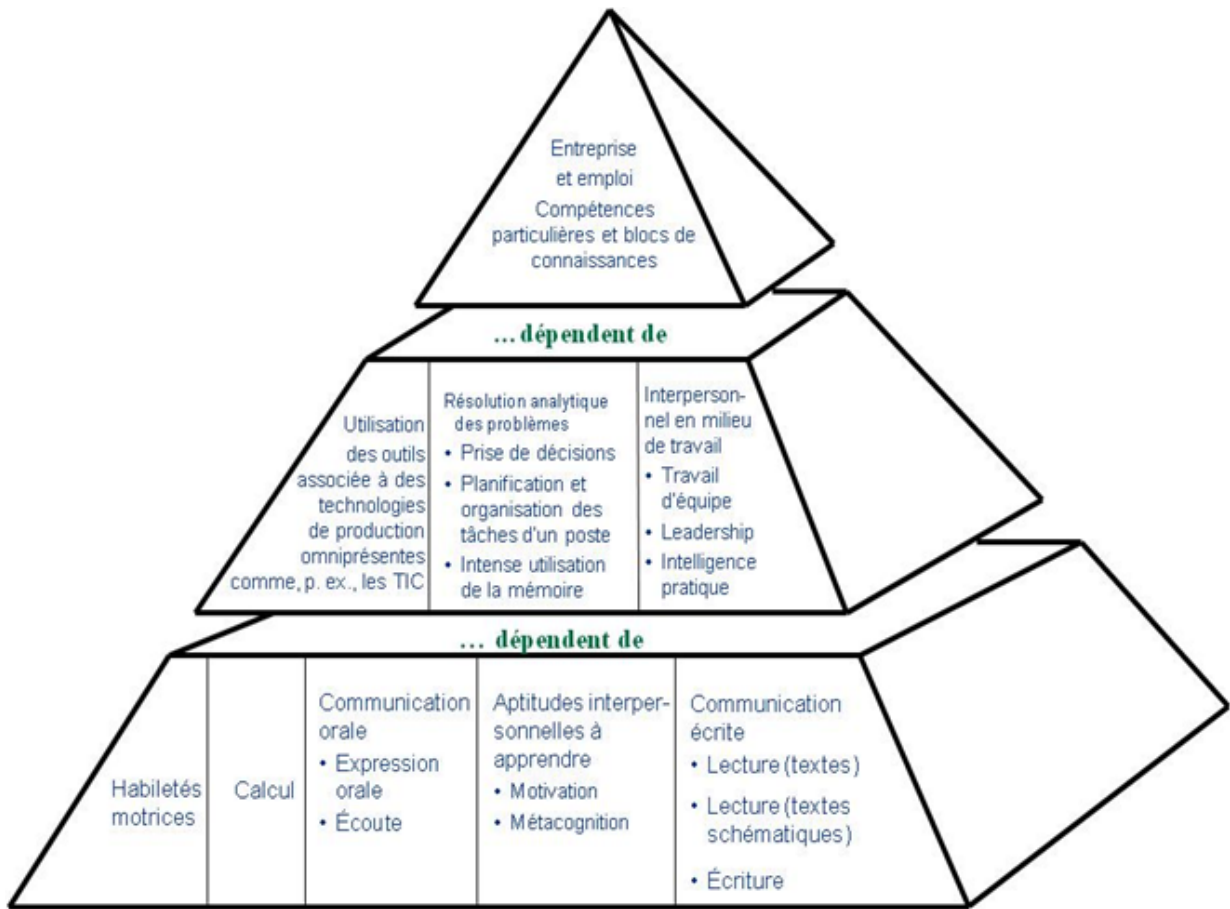 Entreprise
et emploi
Compétences
particulières et blocs de
connaissances
... dépendent de
Utilisation
des outils
associée à des
technologies
de production
omniprésentes
comme, p. ex., les TIC
Résolution analytique
des problèmes
• Prise de décisions
• Planification et
organisation des
tâches d'un poste
• Intense utilisation
de la mémoire
Interperson-
nel en milieu
de travail
• Travail
d'équipe
• Leadership
• Intelligence
pratique
... dépendent de
Habiletés
motrices
Calcul
Communication
orale
• Expression
orale
• Écoute
Aptitudes interper-
sonnelles à
apprendre
• Motivation
• Métacognition
Communication
écrite
• Lecture (textes)
• Lecture (textes
schématiques)
• Écriture